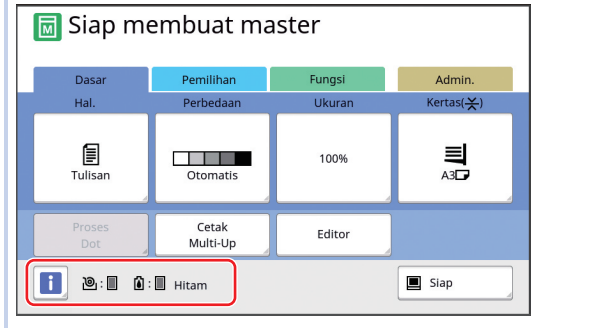 M Siap membuat master
Dasar Pemilihan Fungsi Admin.
Hal. Perbedaan Ukuran Kertas( )
Tulisan Otomatis 100% A3
Proses Dot Cetak Multi-Up Editor
i : : Hitam Siap